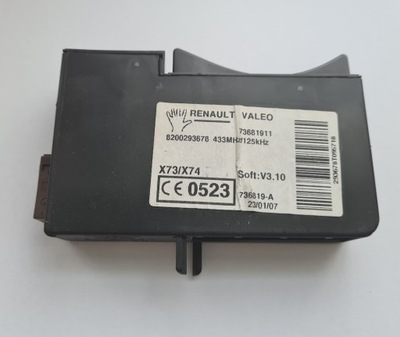 RENAULT VALEO
73681911
8200293678 433MHz/125kHz
X73/X74
Soft:V3.10
CE 0523
736819-A
23/01/07